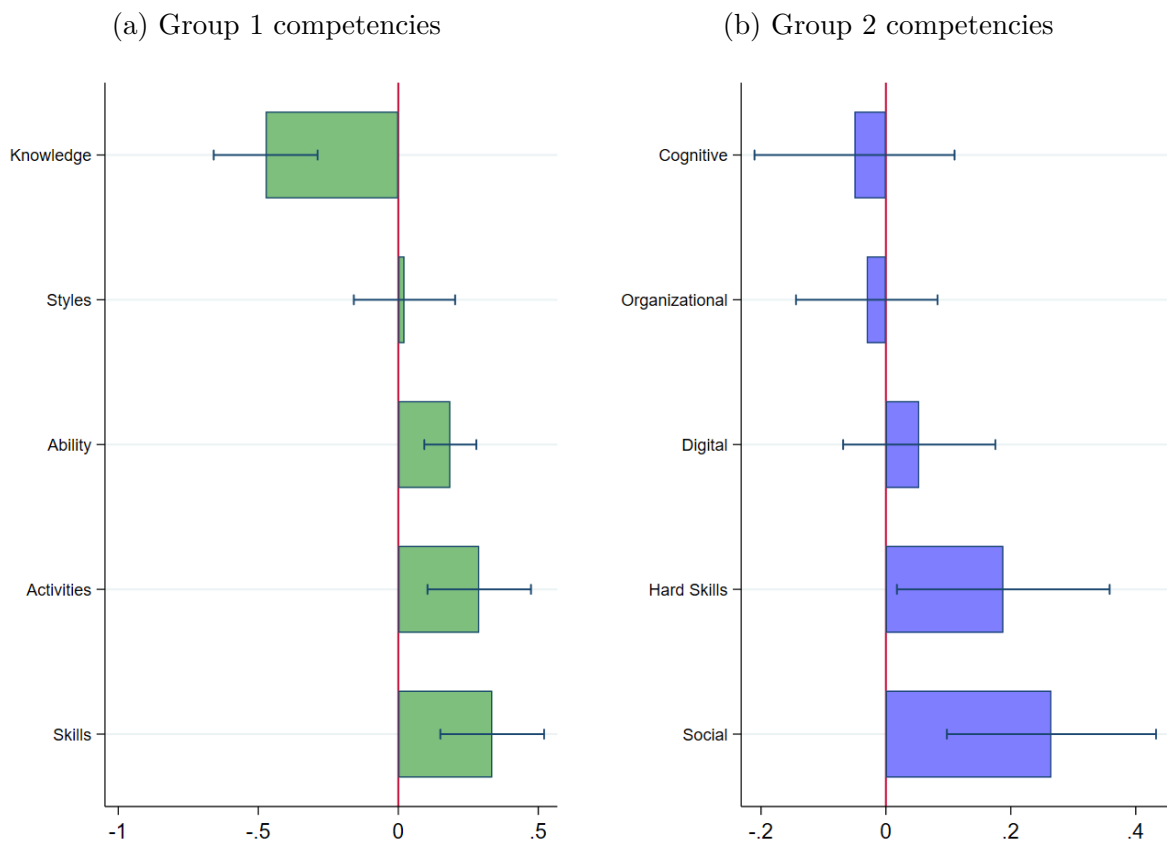 (a) Group 1 competencies
Knowledge
Styles
Ability
Activities
Skills
-1 -.5 0 .5
(b) Group 2 competencies
Cognitive
Organizational
Digital
Hard Skills
Social
-.2 0 .2 .4